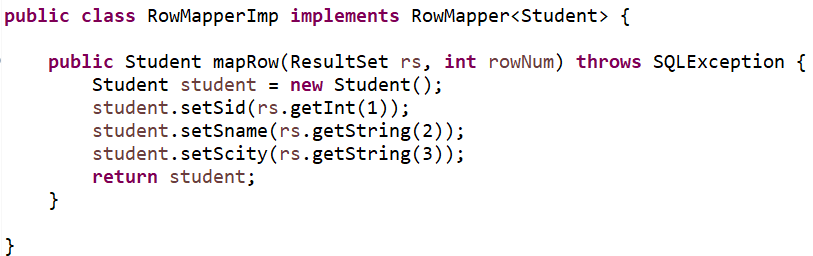 public class RowMapperImp implements RowMapper<Student> {
public Student mapRow(ResultSet rs, int rowNum) throws SQLException {
Student student = new Student();
student.setSid(rs.getInt(1));
student.setSname(rs.getString(2));
student.setScity(rs.getString(3));
return student;
}
}